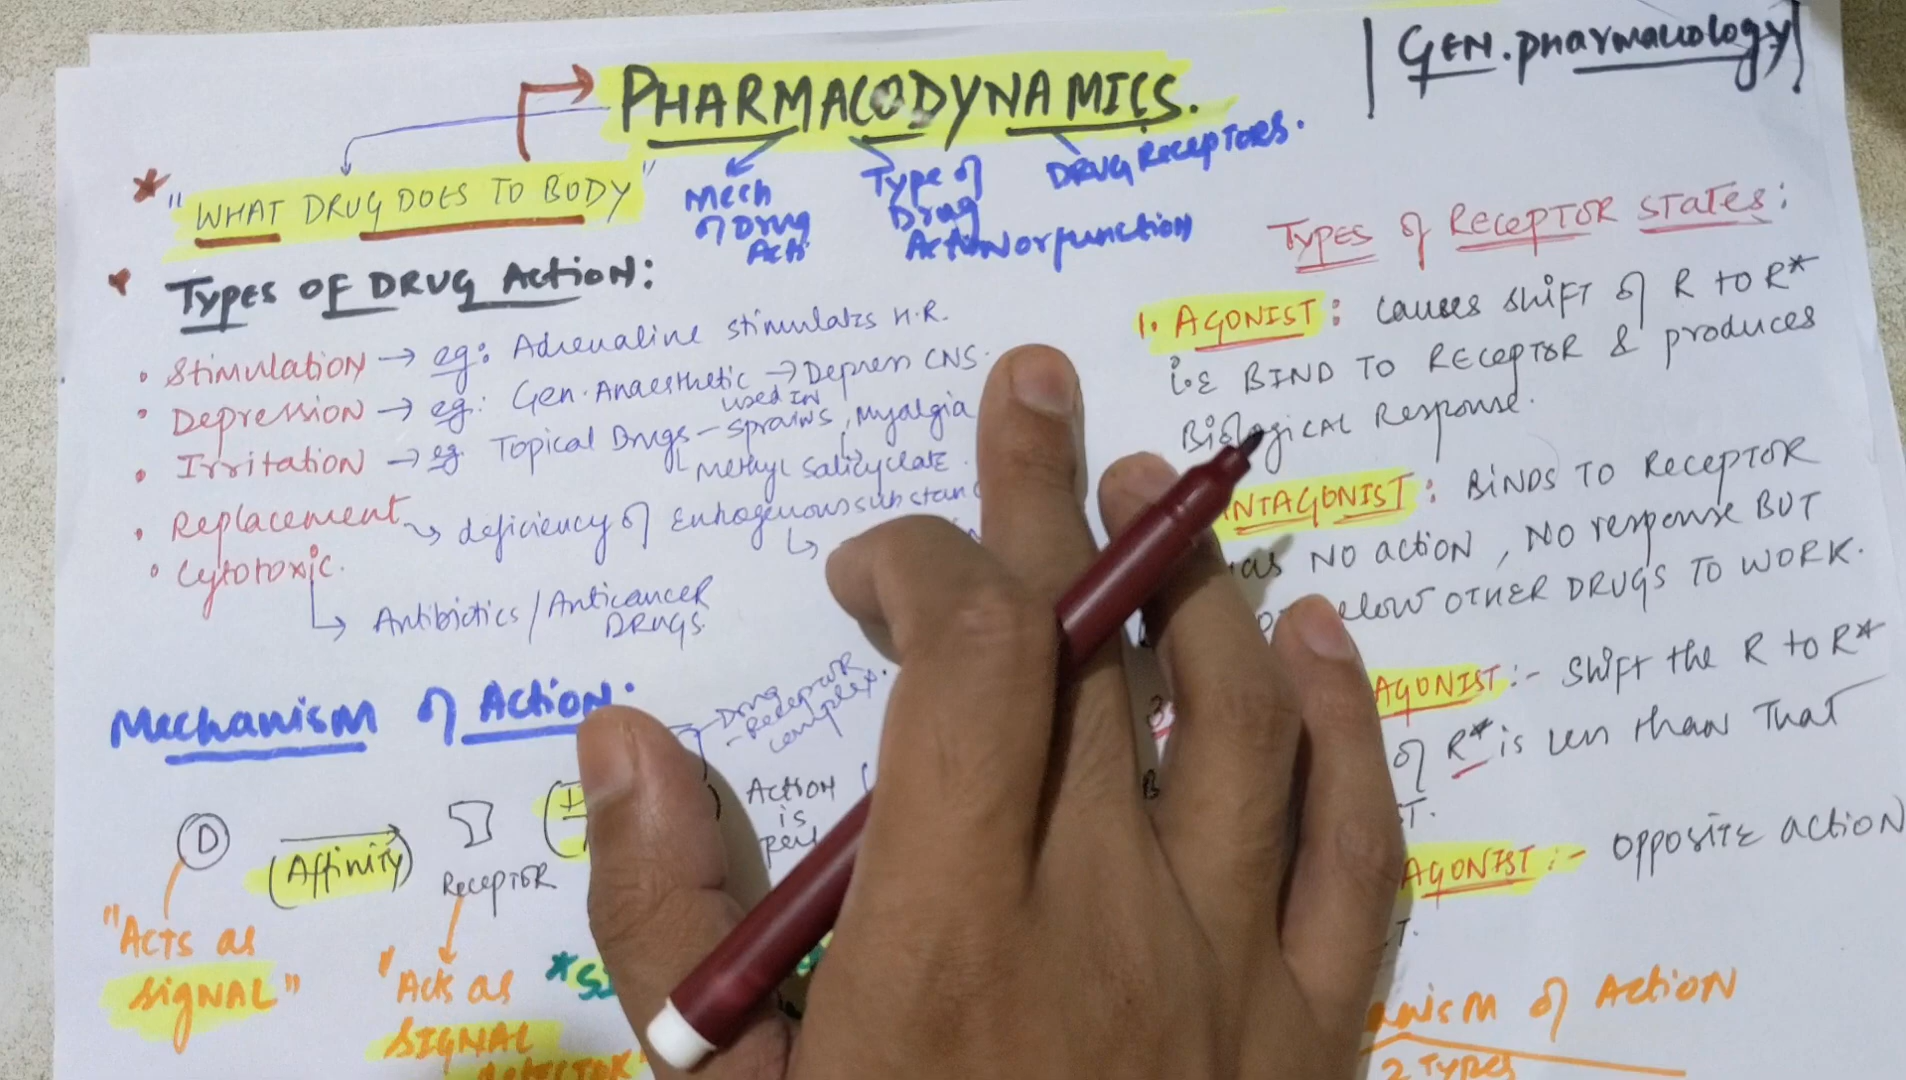 GEN. pharmacology
PHARMACODYNAMICS.
"WHAT DRUG DOES TO BODY"
Mech
of Drug
Acti
Type of
Drug
Action or function
DRUG RECEPTORS.
TYPES OF DRUG Action:
• Stimulation → eg: Adrenaline stimulates H.R.
• Depression → eg: Gen. Anaesthetic → Depress CNS.
• Irritation → eg. Topical Drugs - used in sprains, Myalgia
Methyl Salicylate.
• Replacement → deficiency of
• Cytotoxic.
Antibiotics / Anticancer
DRUGS.
Mechanism of Action.
Drug
- Receptor
complex.
D
(Affinity)
Receptor
Action
is
"Acts as
SIGNAL"
"Acts as
SIGNAL
DETECTOR"
Types of Receptor States:
1. AGONIST: causes shift of R to R*
i.e BIND TO RECEPTOR & produces
Biological Response.
ANTAGONIST: BINDS TO RECEPTOR
NO action, NO response BUT
OTHER DRUGS TO WORK.
3
AGONIST:- Shift the R to R*
of R* is less than that
AGONIST:- OPPOSITE action
of Action
2 TYPES